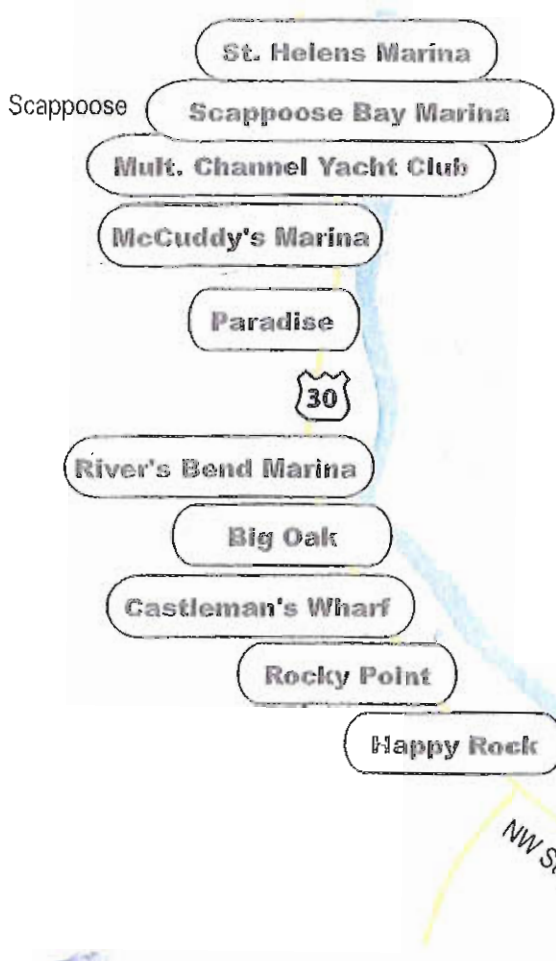 St. Helens Marina
Scappoose
Scappoose Bay Marina
Mult. Channel Yacht Club
McCuddy's Marina
Paradise
30
River's Bend Marina
Big Oak
Castleman's Wharf
Rocky Point
Happy Rock
NW